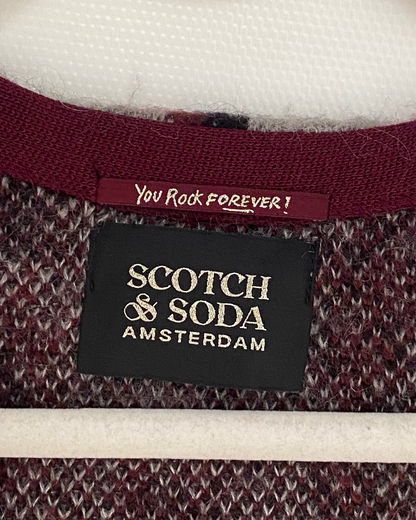 You Rock FOREVER!
SCOTCH
& SODA
AMSTERDAM